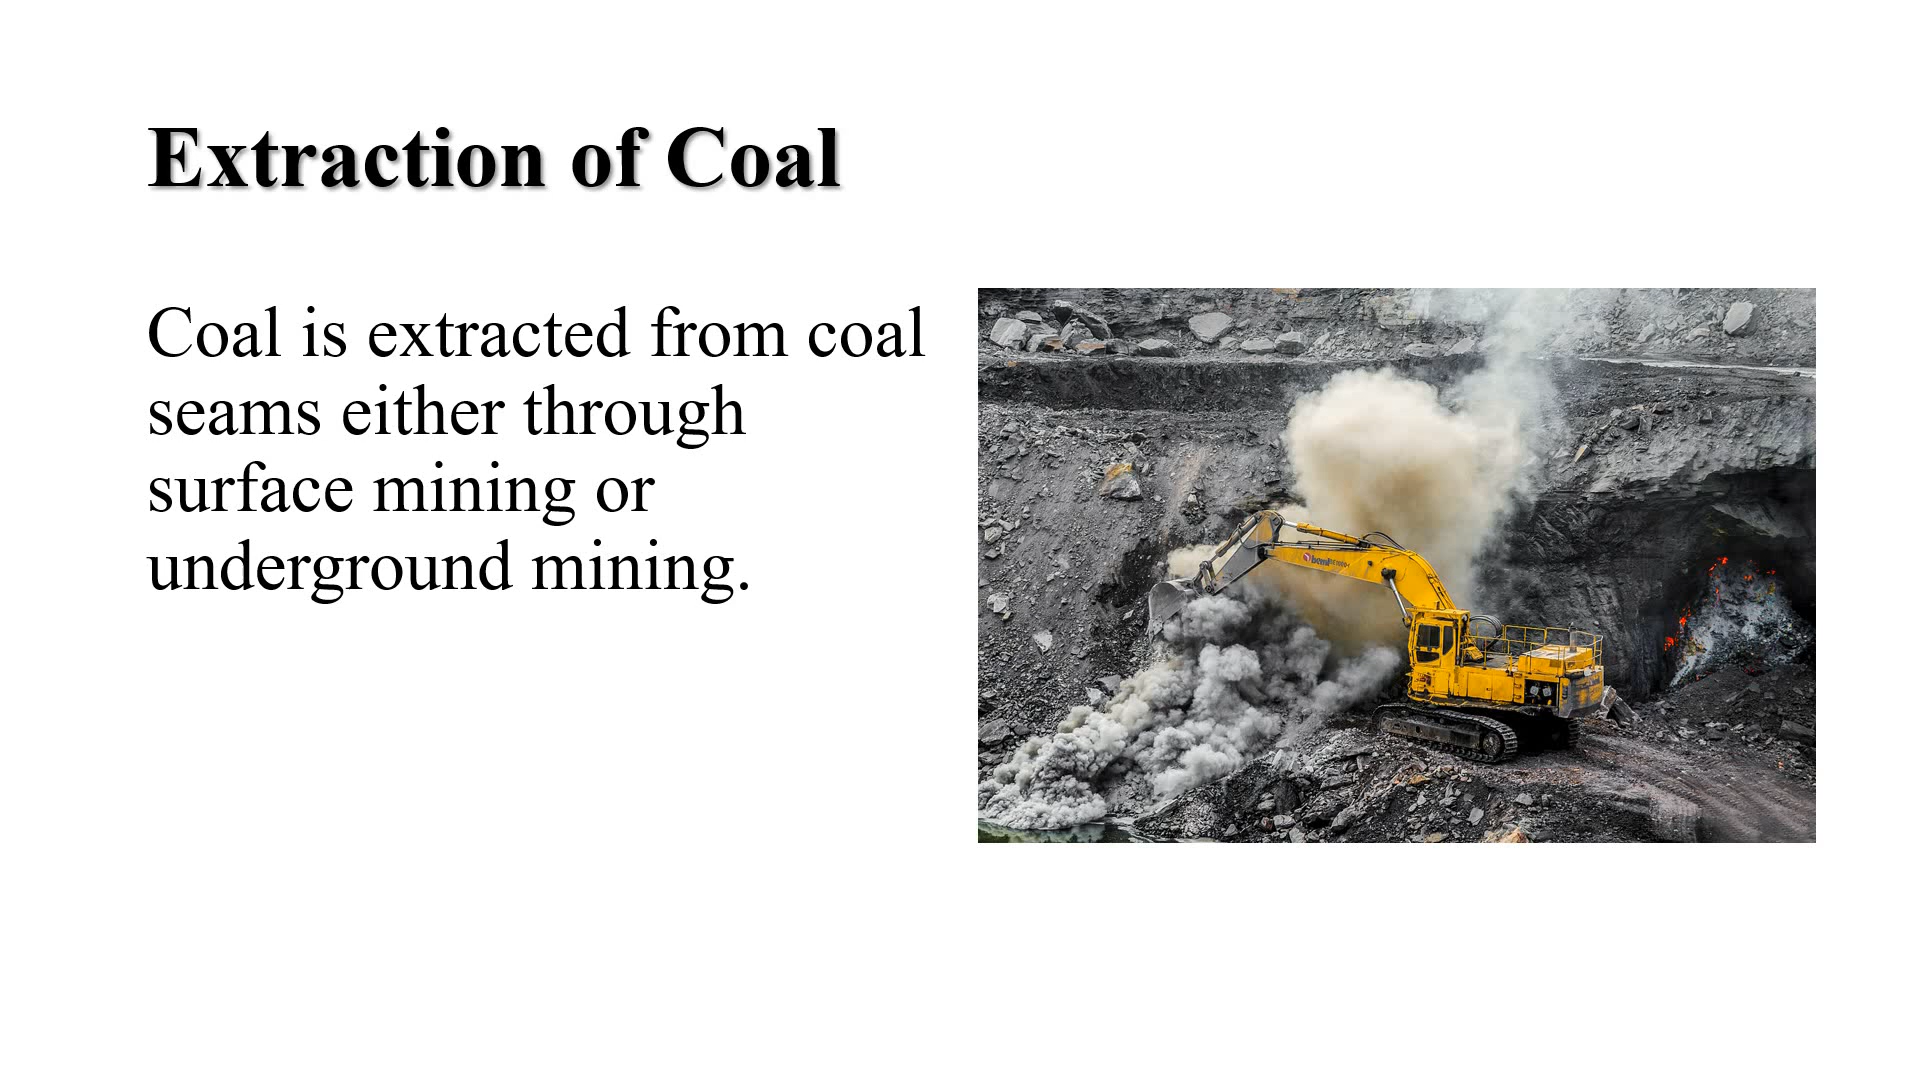 Extraction of Coal
Coal is extracted from coal
seams either through
surface mining or
underground mining.